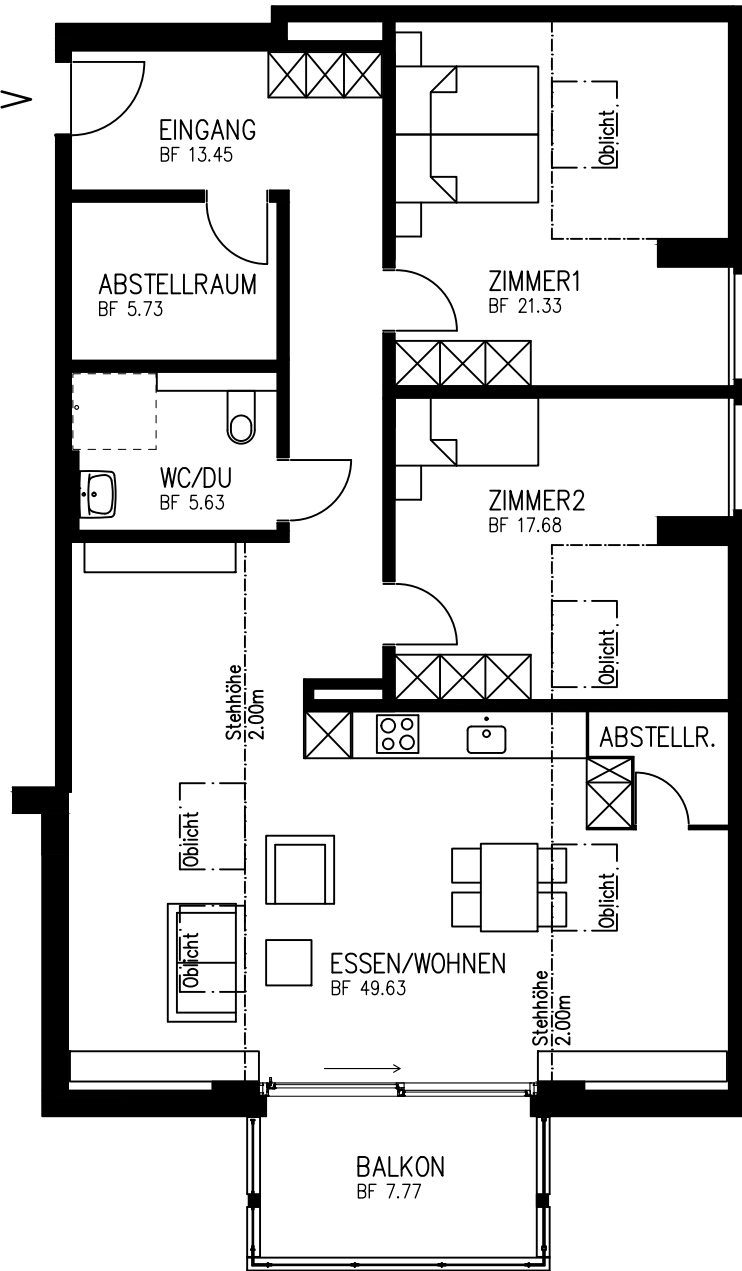 EINGANG
BF 13.45
Oblicht
ABSTELLRAUM
BF 5.73
ZIMMER1
BF 21.33
WC/DU
BF 5.63
ZIMMER2
BF 17.68
Oblicht
Stehhöhe
2.00m
ABSTELLR.
Oblicht
Oblicht
Oblicht
ESSEN/WOHNEN
BF 49.63
Stehhöhe
2.00m
BALKON
BF 7.77